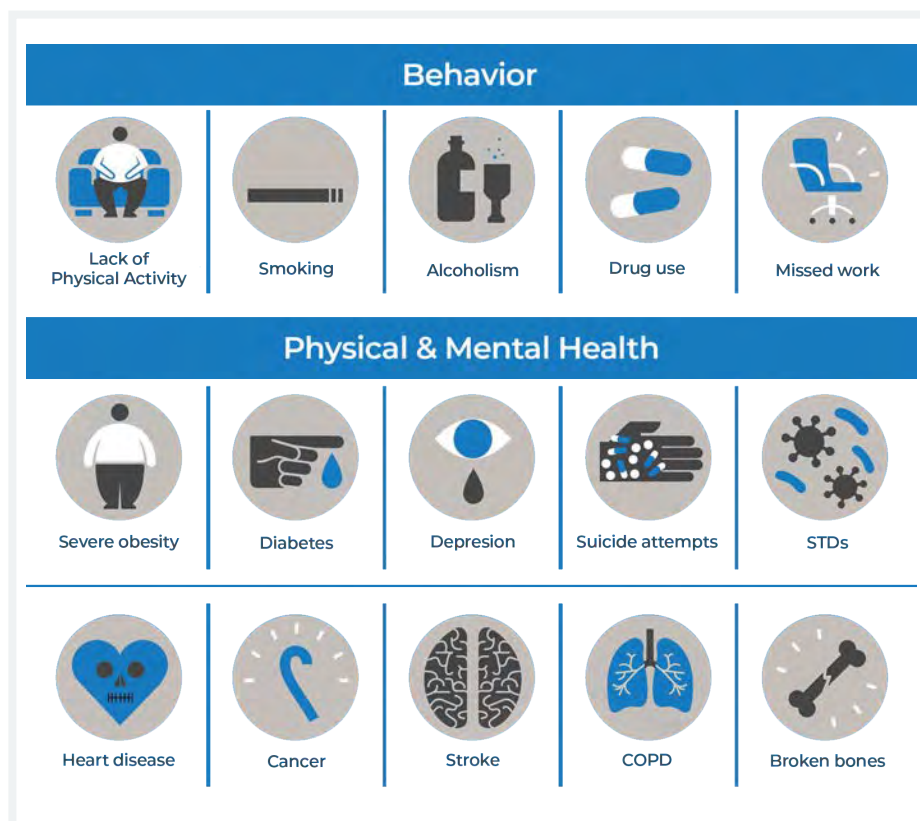 Behavior
Lack of
Physical Activity
Smoking
Alcoholism
Drug use
Missed work
Physical & Mental Health
Severe obesity
Diabetes
Depresion
Suicide attempts
STDs
Heart disease
Cancer
Stroke
COPD
Broken bones